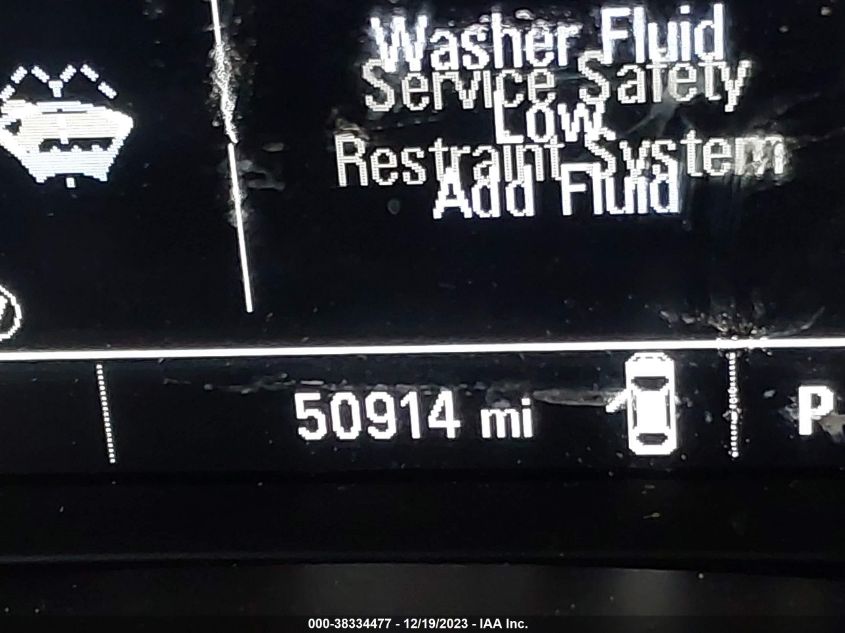 Washer Fluid
Service Safety
Low.
Restraint System
Add Fluid
50914 mi
P
000-38334477 - 12/19/2023 - IAA Inc.